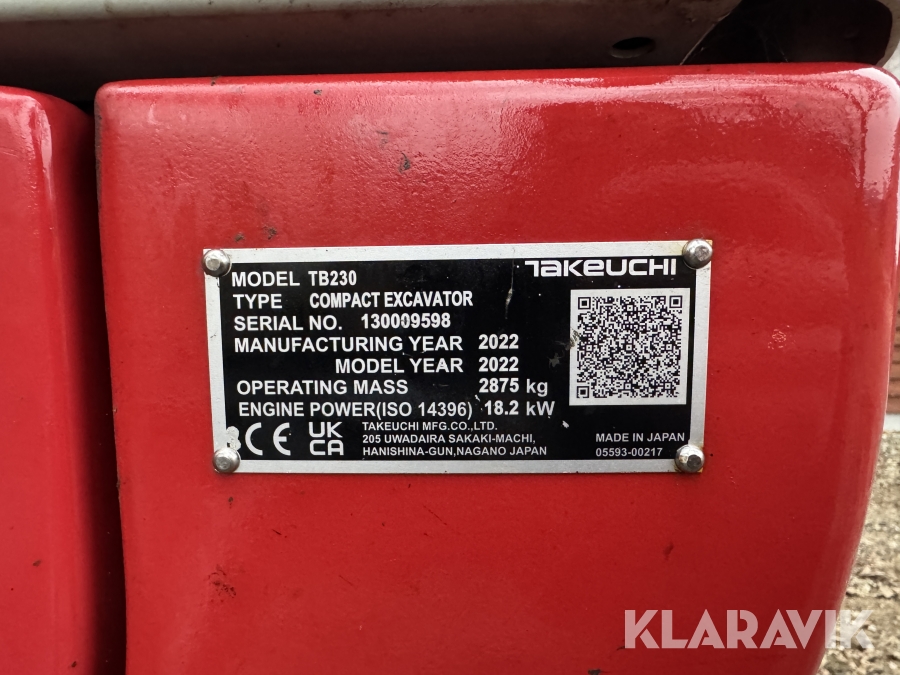 TAKEUCHI
MODEL TB230
TYPE COMPACT EXCAVATOR
SERIAL NO. 130009598
MANUFACTURING YEAR 2022
MODEL YEAR 2022
OPERATING MASS 2875 kg
ENGINE POWER(ISO 14396) 18.2 kW
CE UK CA
TAKEUCHI MFG.CO.,LTD.
205 UWADAIRA SAKAKI-MACHI,
HANISHINA-GUN,NAGANO JAPAN
MADE IN JAPAN
05593-00217
KLARAVIK